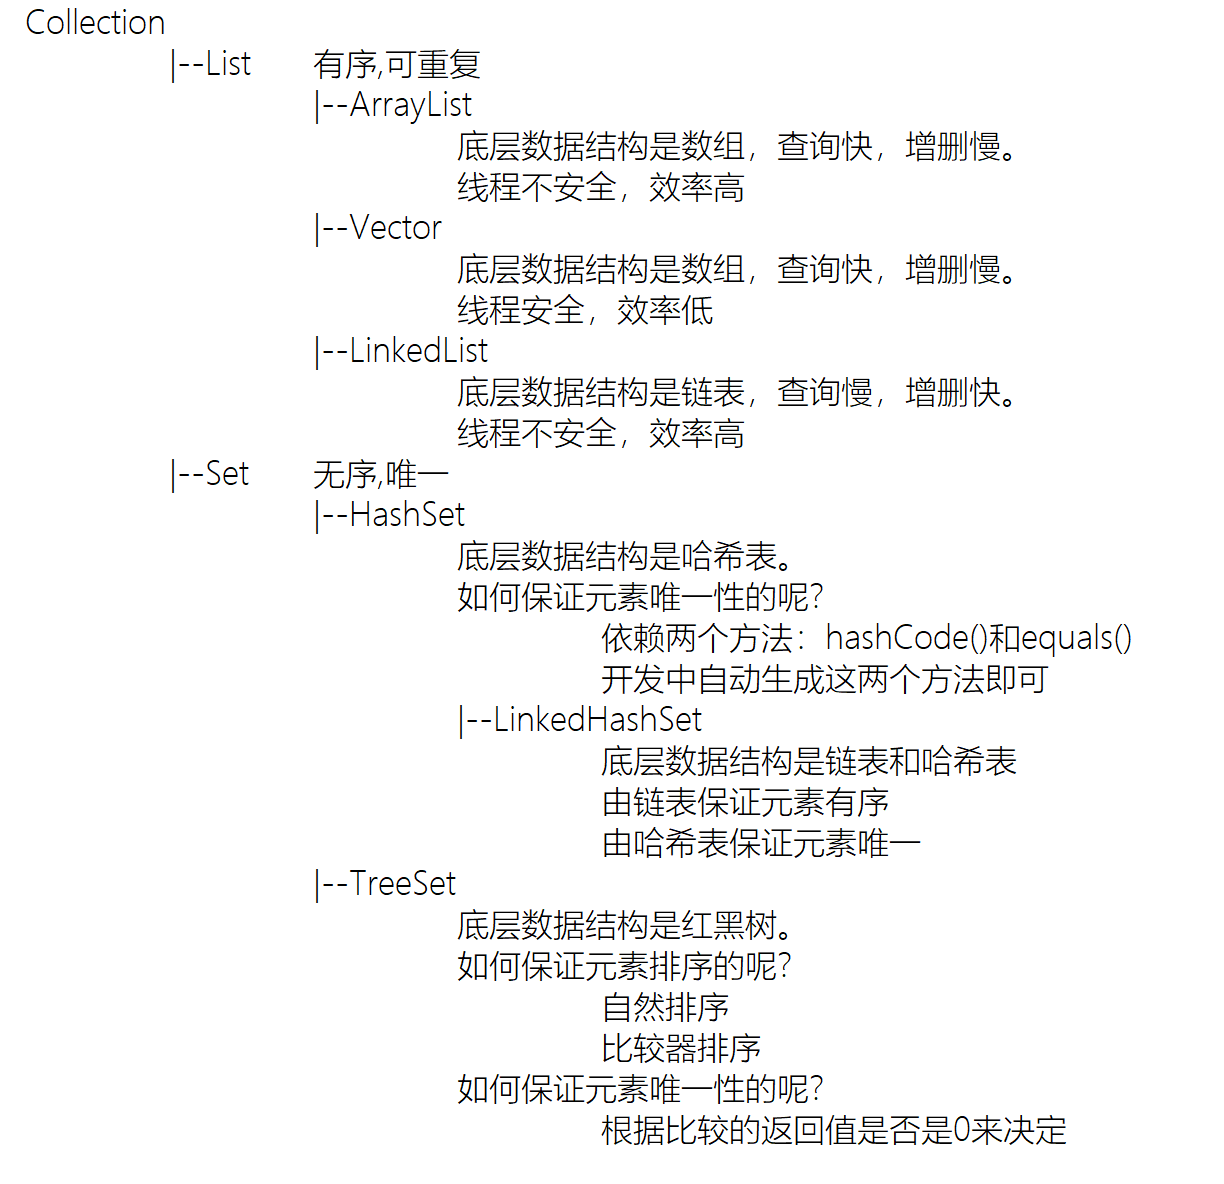 Collection
|--List 有序,可重复
|--ArrayList
底层数据结构是数组，查询快，增删慢。
线程不安全，效率高
|--Vector
底层数据结构是数组，查询快，增删慢。
线程安全，效率低
|--LinkedList
底层数据结构是链表，查询慢，增删快。
线程不安全，效率高
|--Set 无序,唯一
|--HashSet
底层数据结构是哈希表。
如何保证元素唯一性的呢?
依赖两个方法：hashCode()和equals()
开发中自动生成这两个方法即可
|--LinkedHashSet
底层数据结构是链表和哈希表
由链表保证元素有序
由哈希表保证元素唯一
|--TreeSet
底层数据结构是红黑树。
如何保证元素排序的呢?
自然排序
比较器排序
如何保证元素唯一性的呢?
根据比较的返回值是否是0来决定